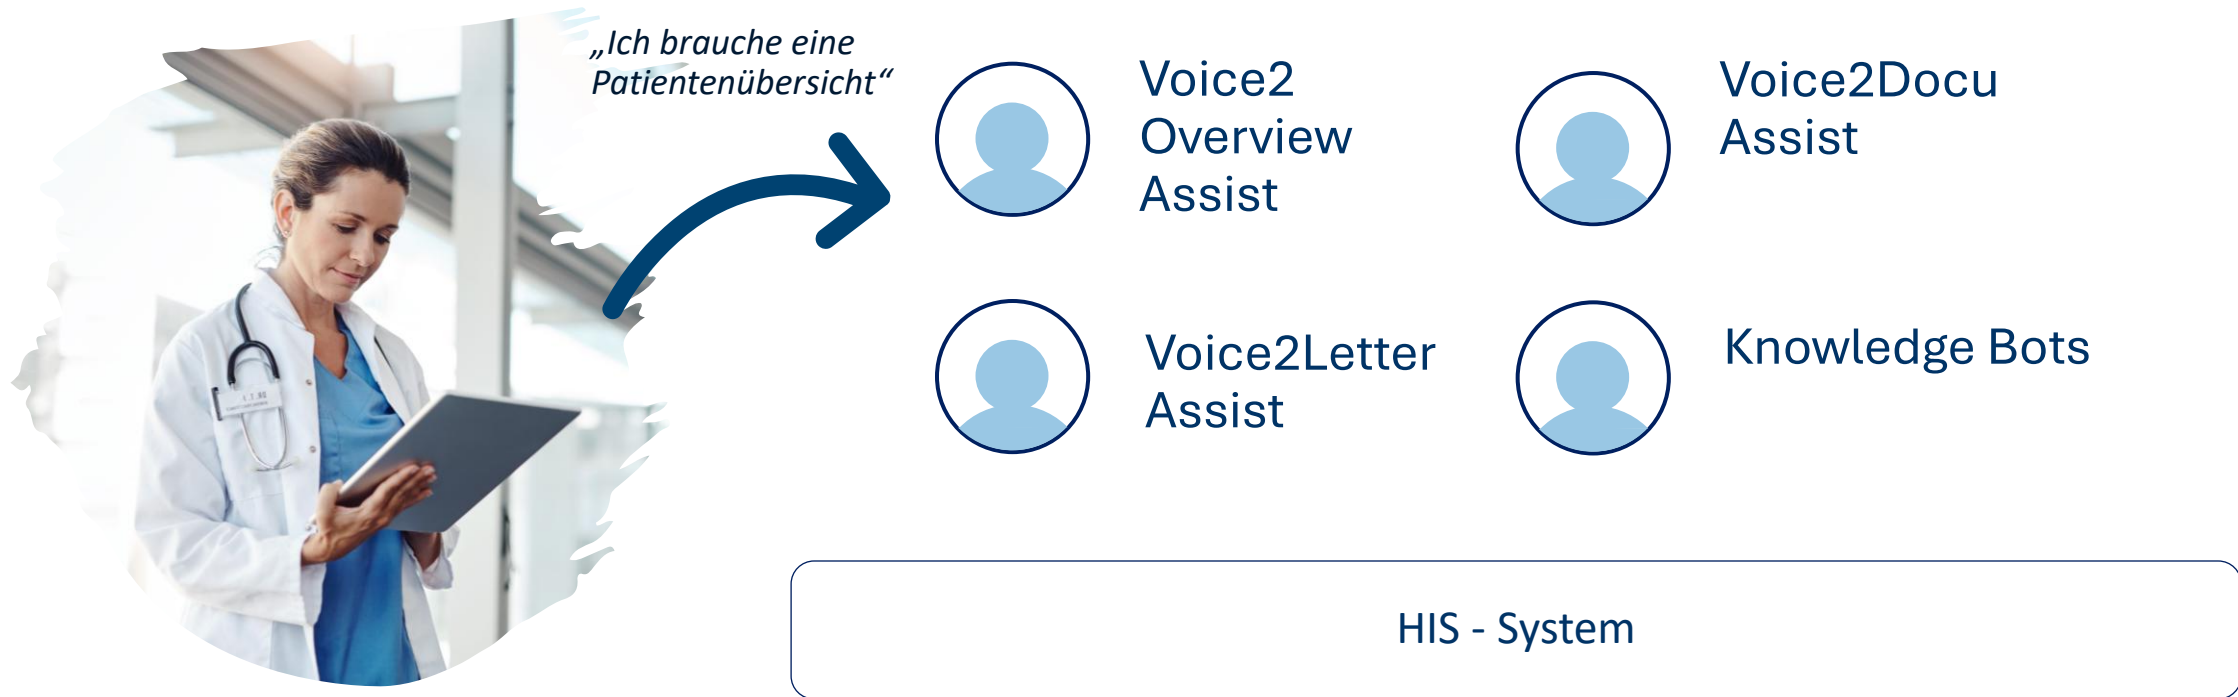 „Ich brauche eine
Patientenübersicht“
Voice2
Overview
Assist
Voice2Docu
Assist
Voice2Letter
Assist
Knowledge Bots
HIS - System